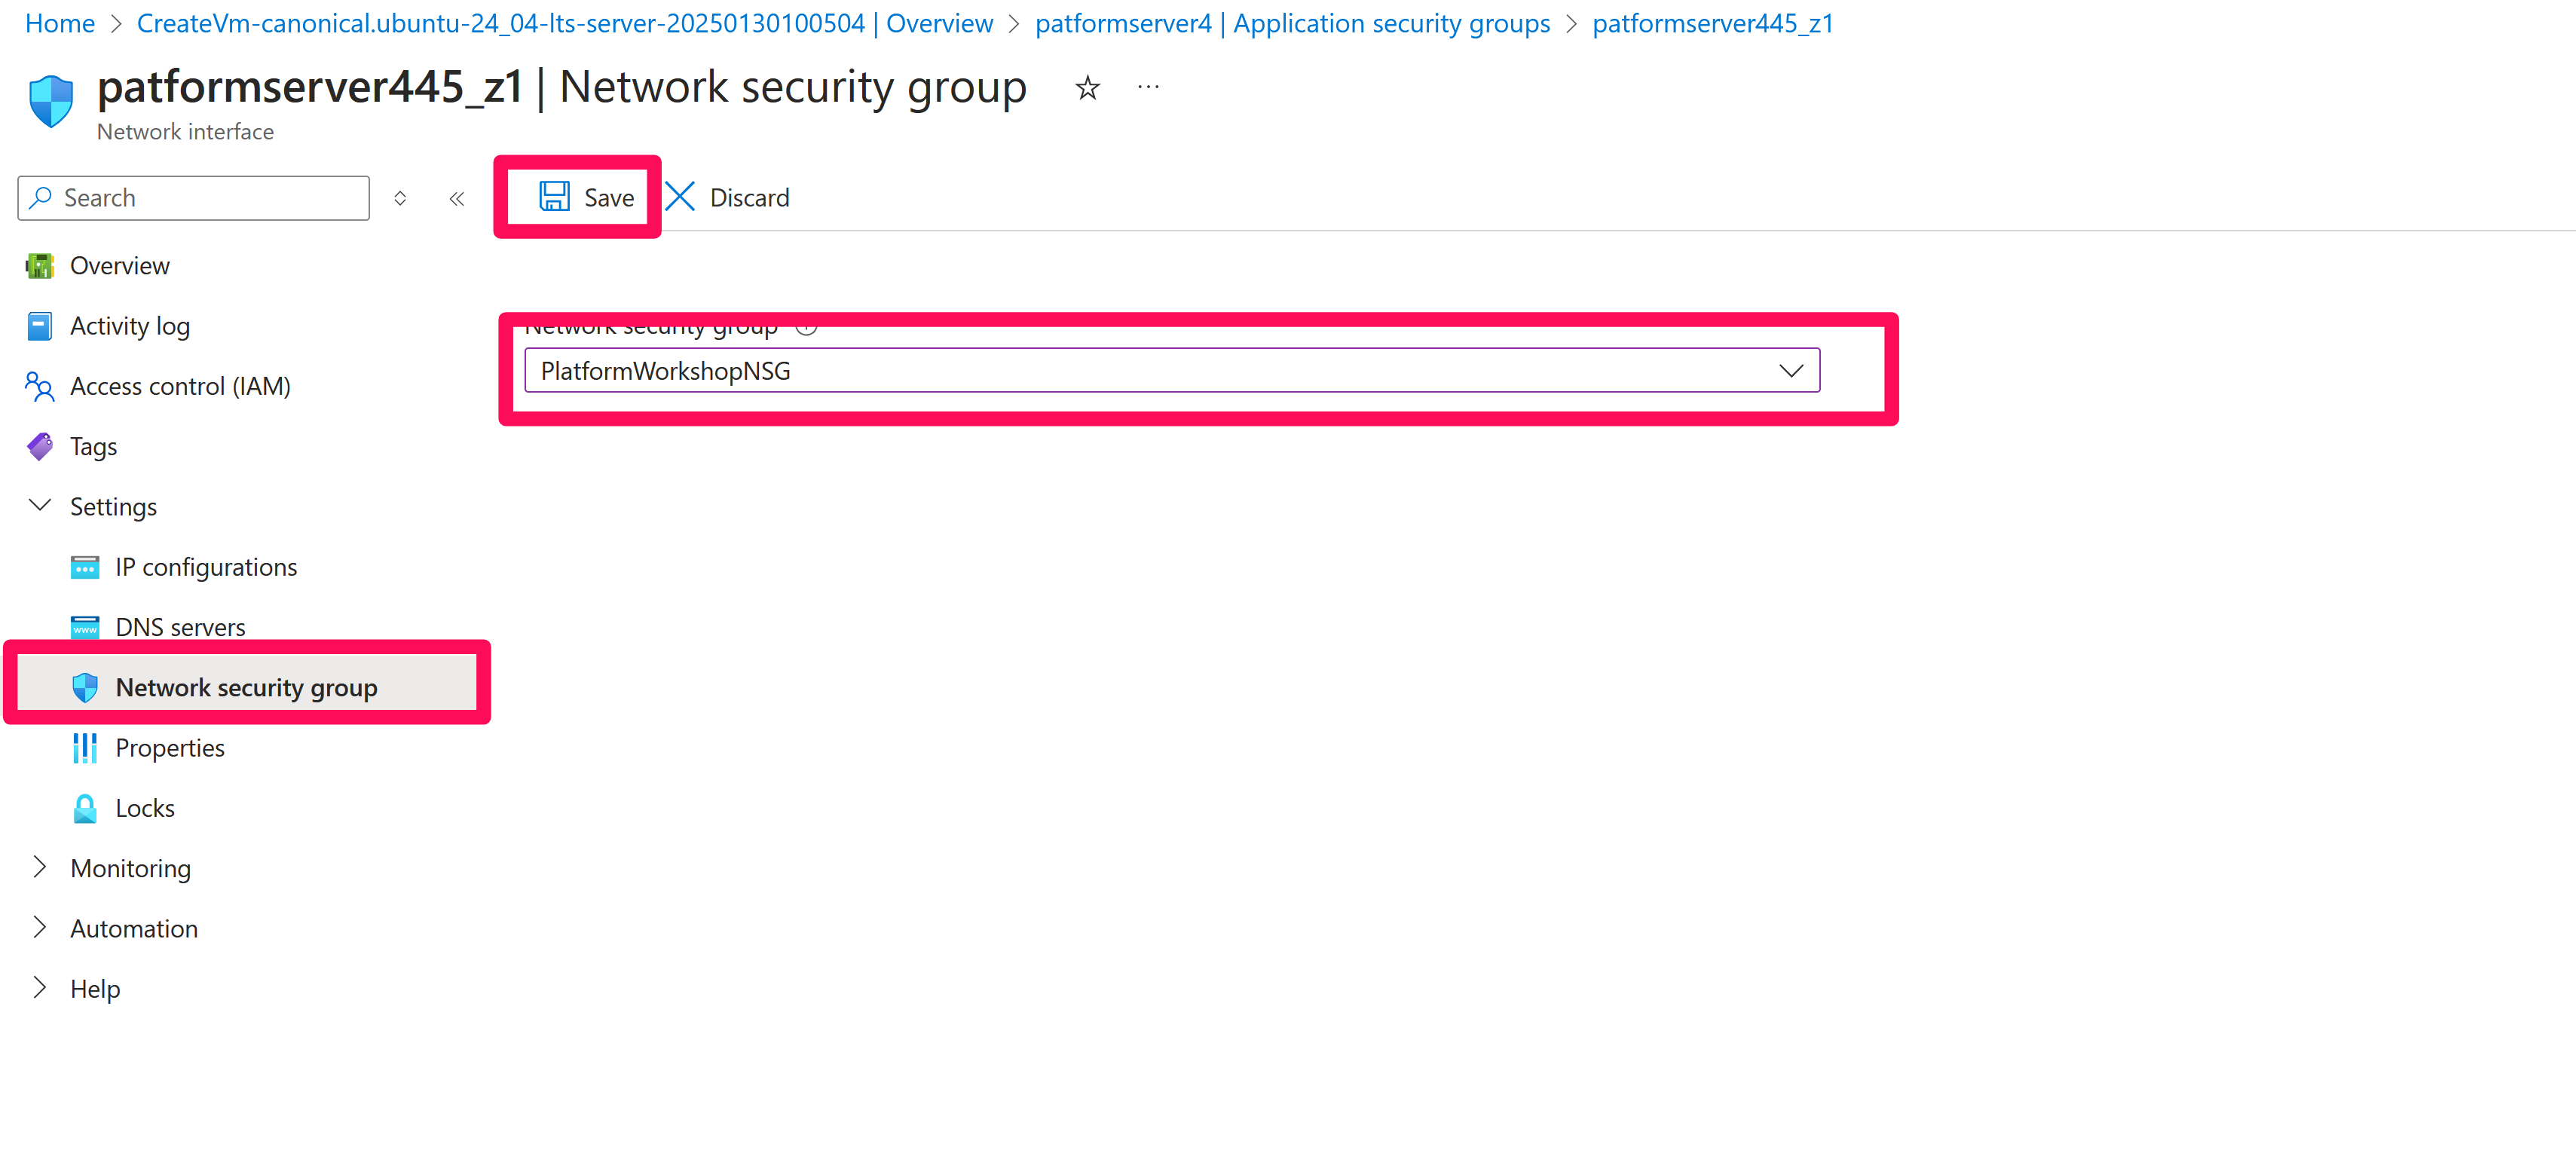 Home > CreateVm-canonical.ubuntu-24_04-lts-server-20250130100504 | Overview > patformserver4 | Application security groups > patformserver445_z1
patformserver445_z1 | Network security group ☆ ...
Network interface
Search
Save Discard
Overview
Activity log
Access control (IAM)
Tags
Settings
IP configurations
DNS servers
Network security group
Properties
Locks
Monitoring
Automation
Help
Network security group
PlatformWorkshopNSG